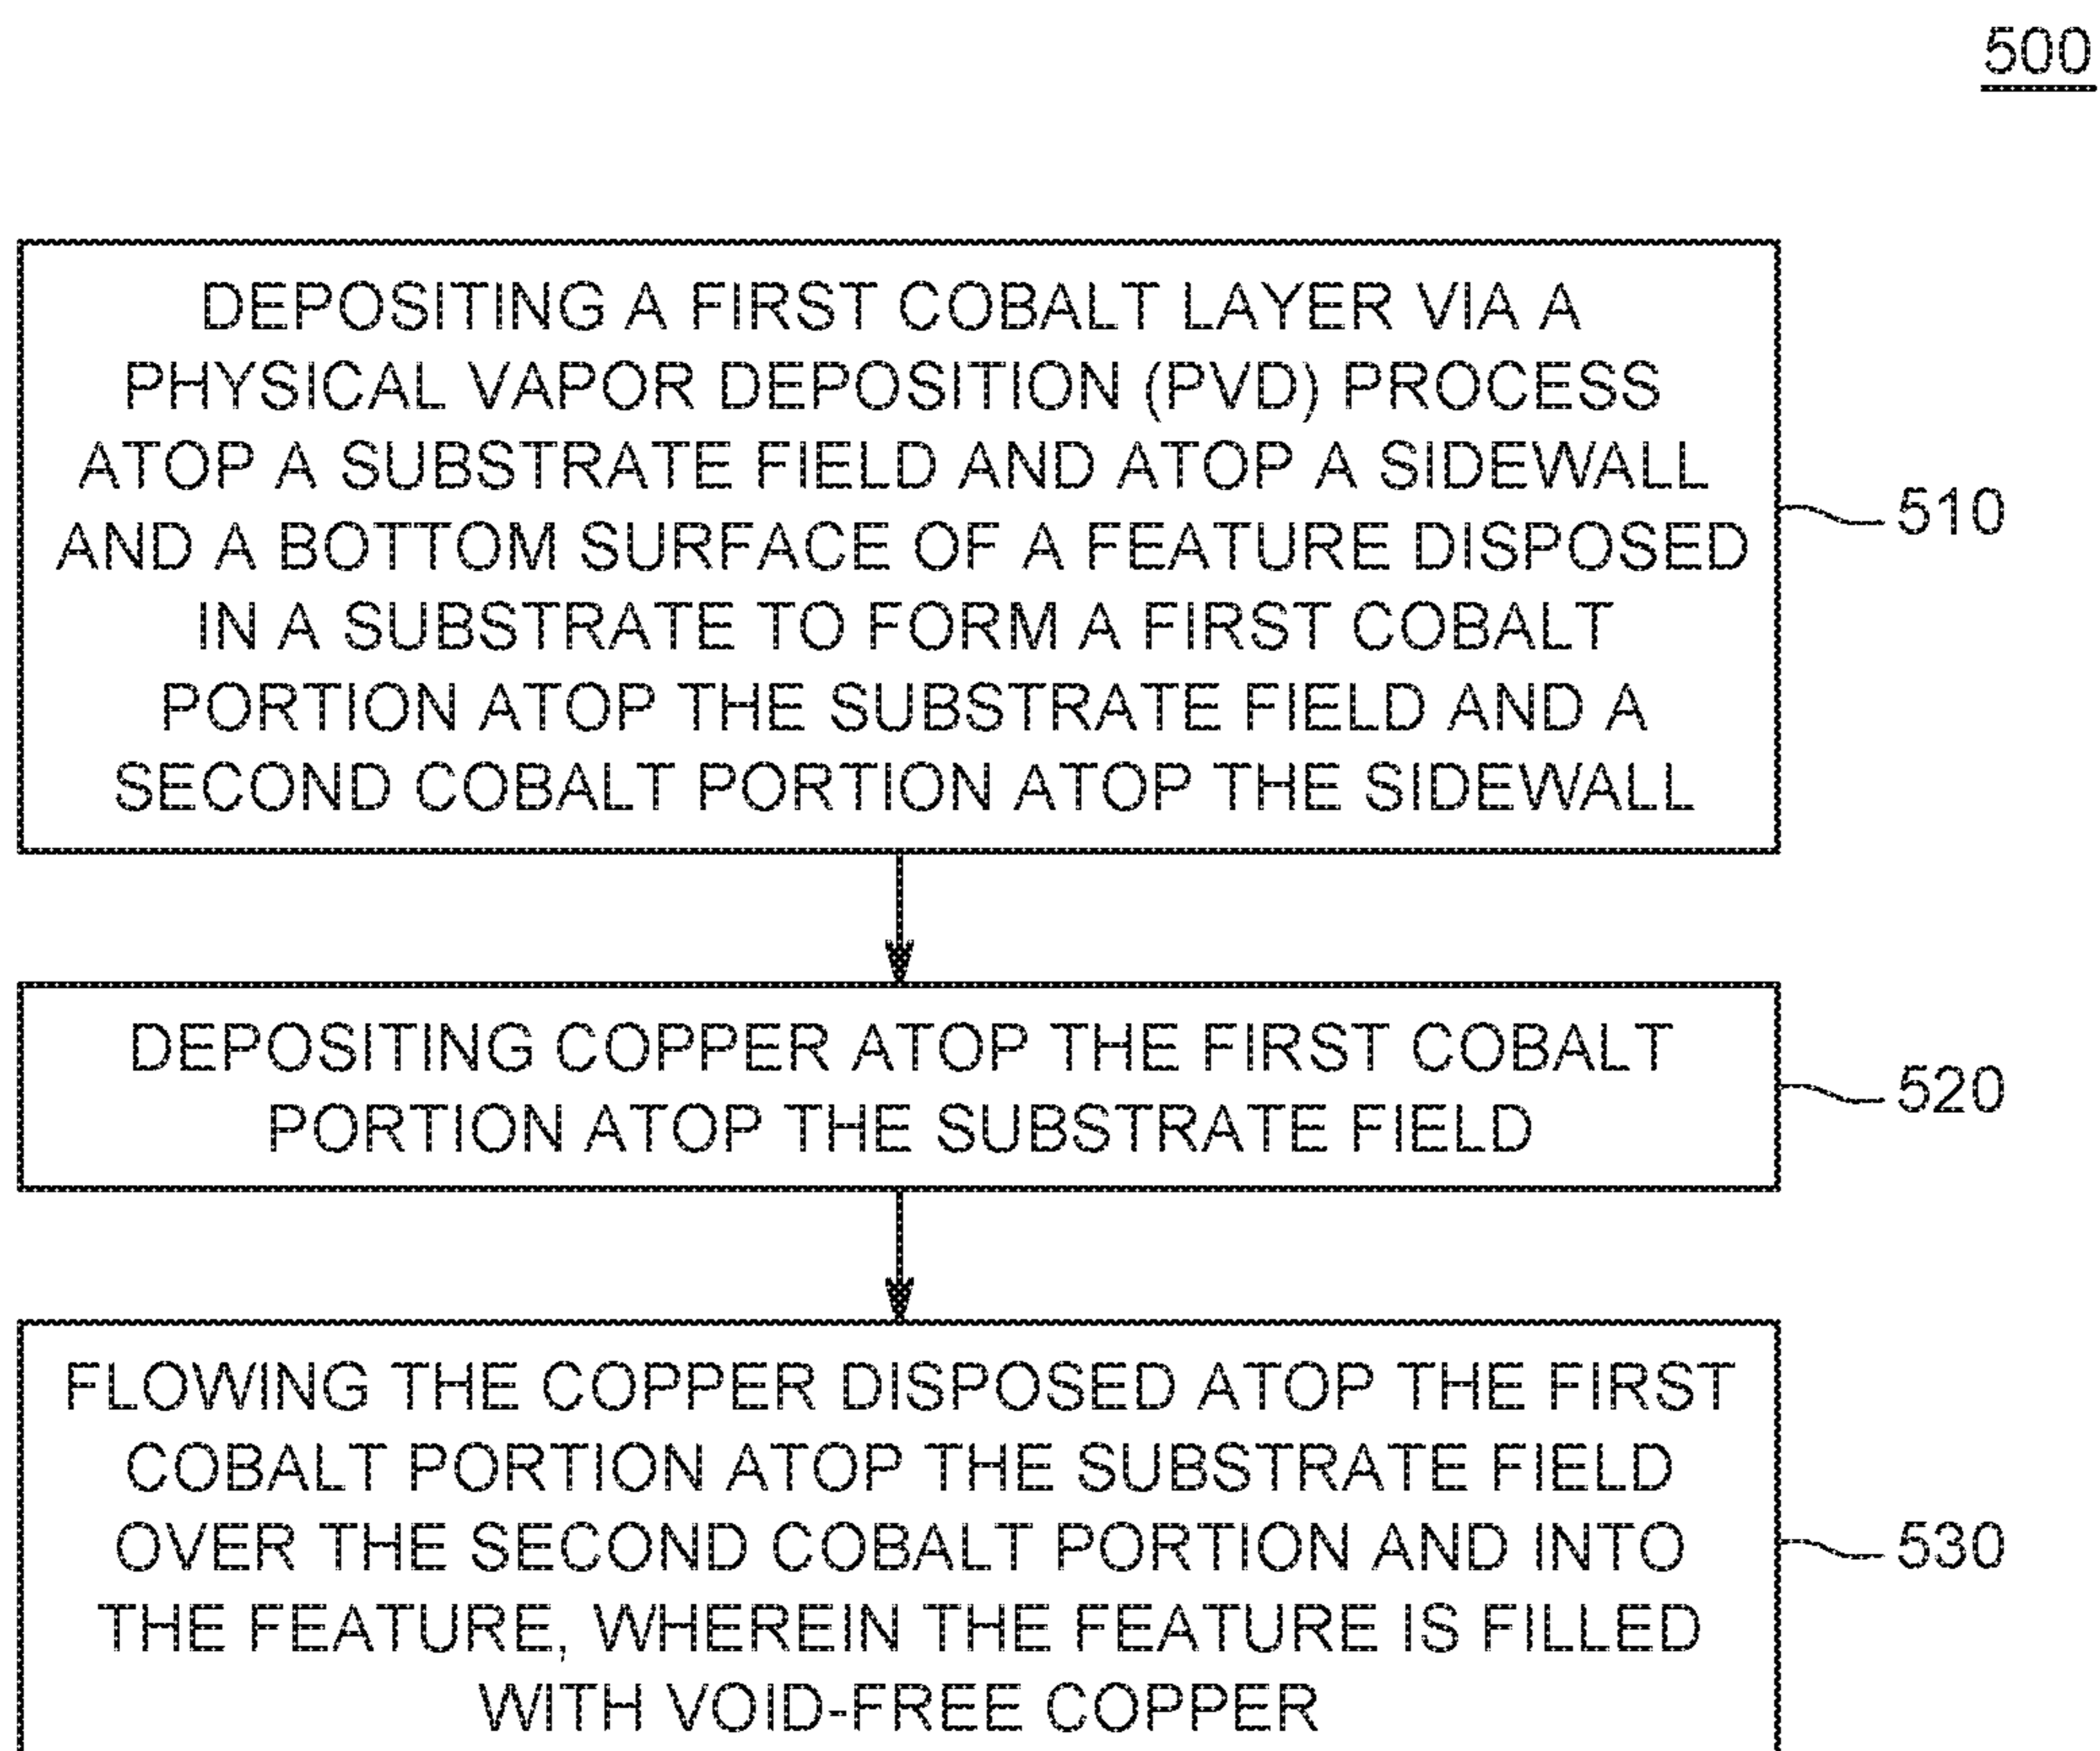 500
DEPOSITING A FIRST COBALT LAYER VIA A
PHYSICAL VAPOR DEPOSITION (PVD) PROCESS
ATOP A SUBSTRATE FIELD AND ATOP A SIDEWALL
AND A BOTTOM SURFACE OF A FEATURE DISPOSED
IN A SUBSTRATE TO FORM A FIRST COBALT
PORTION ATOP THE SUBSTRATE FIELD AND A
SECOND COBALT PORTION ATOP THE SIDEWALL
510
DEPOSITING COPPER ATOP THE FIRST COBALT
PORTION ATOP THE SUBSTRATE FIELD
520
FLOWING THE COPPER DISPOSED ATOP THE FIRST
COBALT PORTION ATOP THE SUBSTRATE FIELD
OVER THE SECOND COBALT PORTION AND INTO
THE FEATURE, WHEREIN THE FEATURE IS FILLED
WITH VOID-FREE COPPER
530